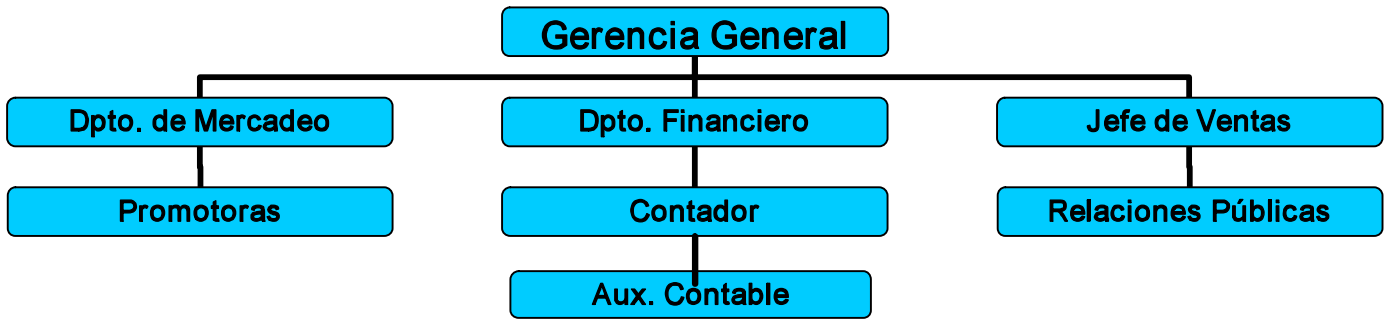 Gerencia General
Dpto. de Mercadeo
Dpto. Financiero
Jefe de Ventas
Promotoras
Contador
Relaciones Públicas
Aux. Contable